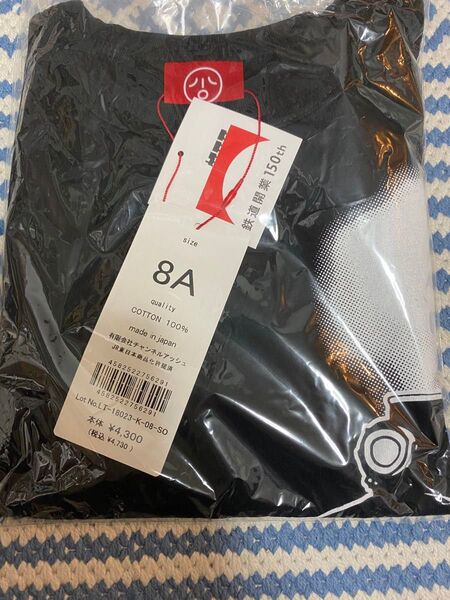 鉄道開業150th
size
8A
quality
COTTON 100%
made in japan
有限会社チャンネルアッシュ
JR東日本商品化許諾済
4582522756291
4582522756291
Lot No.LT-18023-K-08-SO
本体 ¥4,300
(税込 ¥4,730)